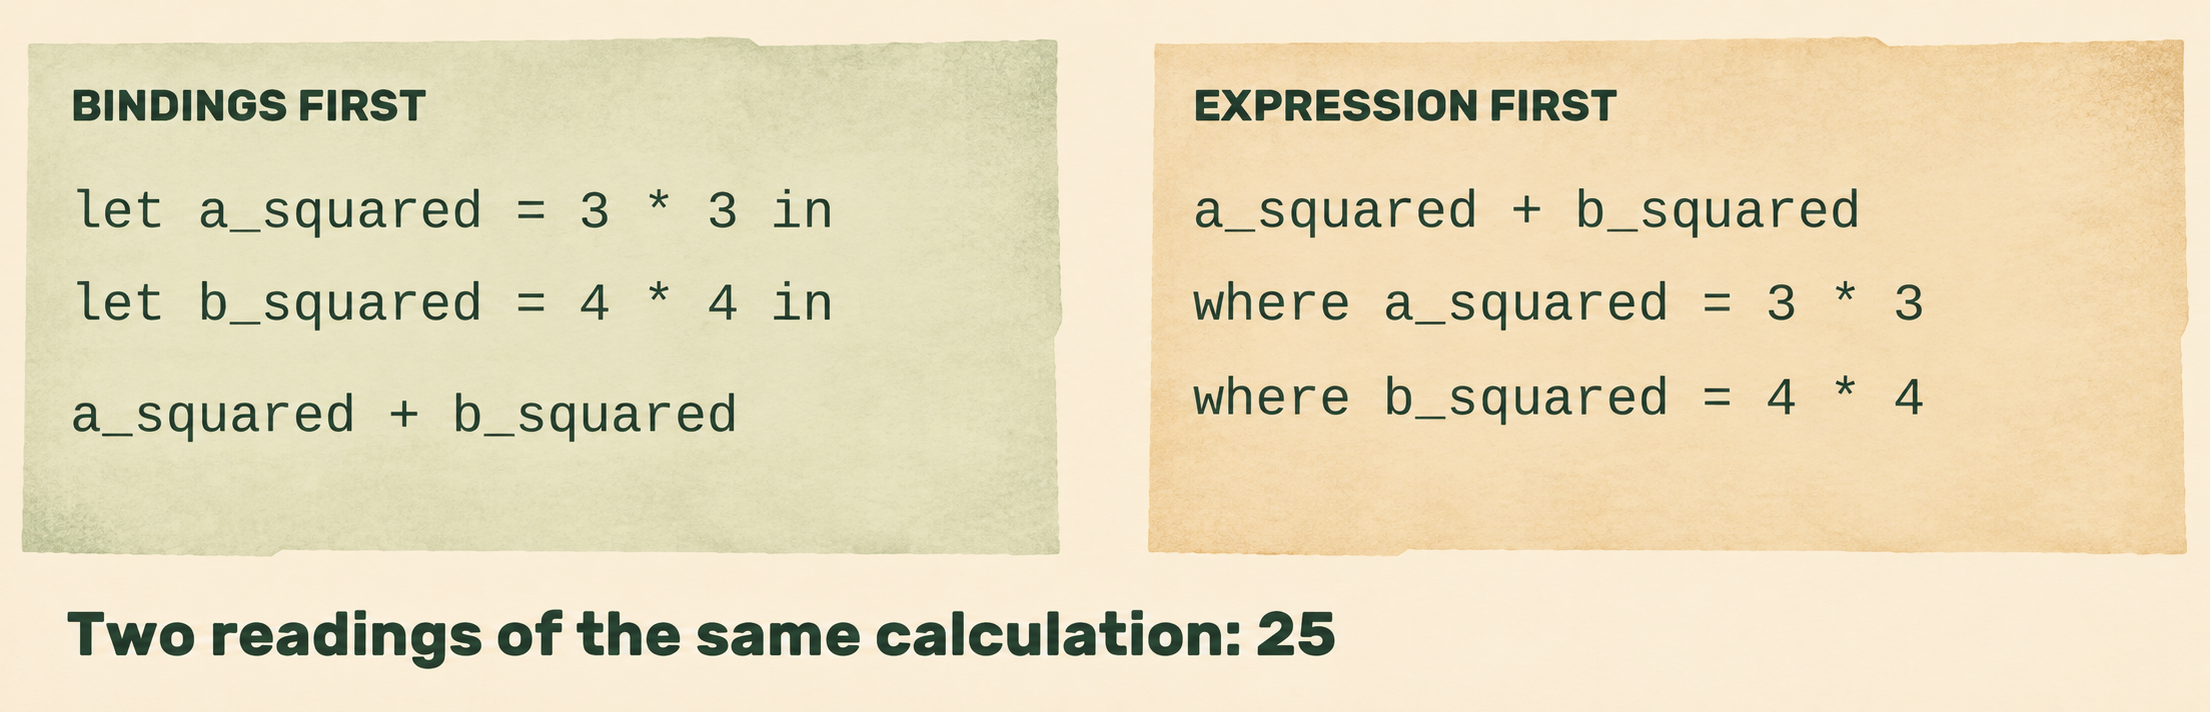 BINDINGS FIRST
let a_squared = 3 * 3 in
let b_squared = 4 * 4 in
a_squared + b_squared
EXPRESSION FIRST
a_squared + b_squared
where a_squared = 3 * 3
where b_squared = 4 * 4
Two readings of the same calculation: 25